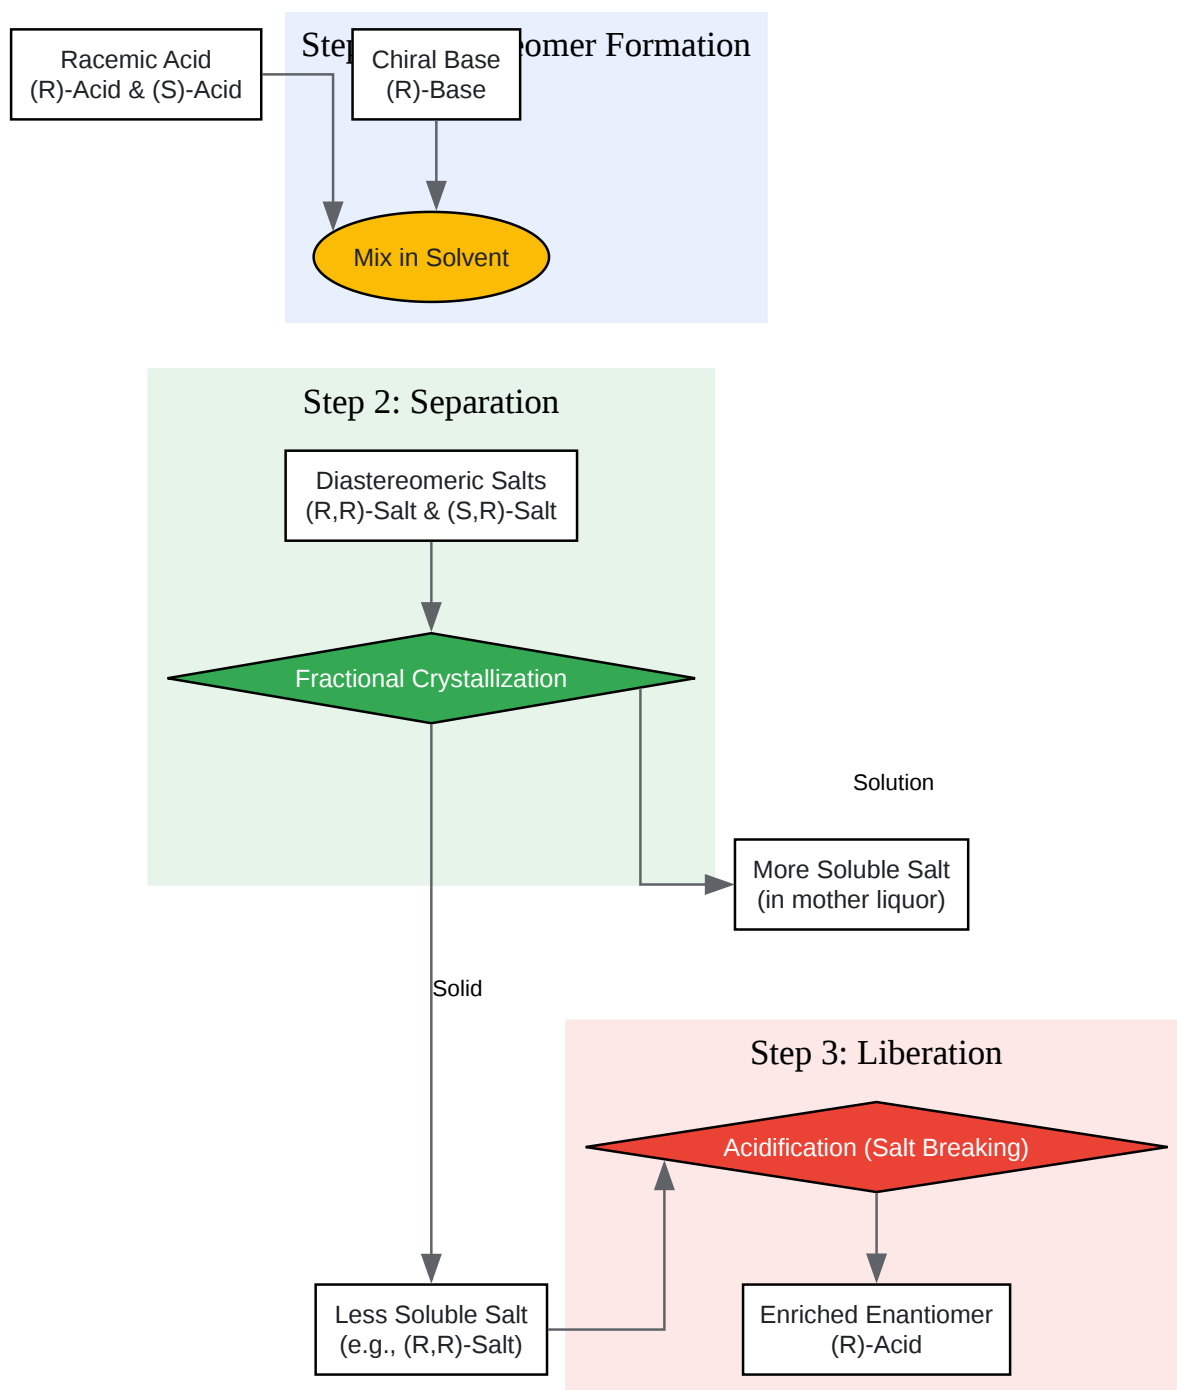 Racemic Acid
(R)-Acid & (S)-Acid
Step
eomer Formation
Chiral Base
(R)-Base
Mix in Solvent
Step 2: Separation
Diastereomeric Salts
(R,R)-Salt & (S,R)-Salt
Fractional Crystallization
Solution
More Soluble Salt
(in mother liquor)
Solid
Step 3: Liberation
Acidification (Salt Breaking)
Less Soluble Salt
(e.g., (R,R)-Salt)
Enriched Enantiomer
(R)-Acid